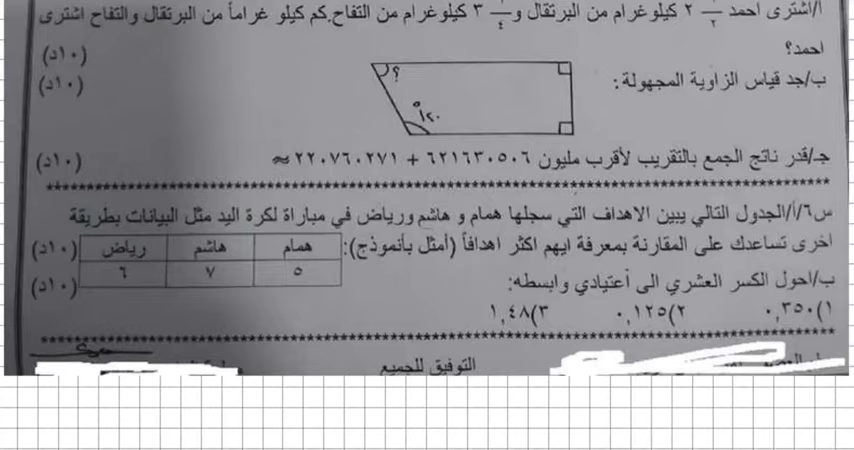 أ/اشترى احمد — ٢ كيلوغرام من البرتقال و— ٣ كيلوغرام من التفاح.كم كيلو غراماً من البرتقال والتفاح اشترى
٢ ٤
احمد؟ (١٠د)
ب/جد قياس الزاوية المجهولة: (١٠د)
؟
١٢٠°
جـ/قدر ناتج الجمع بالتقريب لأقرب مليون ٦٢١٦٣٠٥٠٦ + ٢٢٠٧٦٠٢٧١ ≈ (١٠د)
س٦/أ/الجدول التالي يبين الاهداف التي سجلها همام و هاشم ورياض في مباراة لكرة اليد مثل البيانات بطريقة
اخرى تساعدك على المقارنة بمعرفة ايهم اكثر اهدافاً (أمثل بأنموذج): (١٠د)
همام هاشم رياض
٥ ٧ ٦
ب/احول الكسر العشري الى أعتيادي وابسطه: (١٠د)
١)٠,٣٥٠ ٢)٠,١٢٥ ٣)١,٤٨
التوفيق للجميع